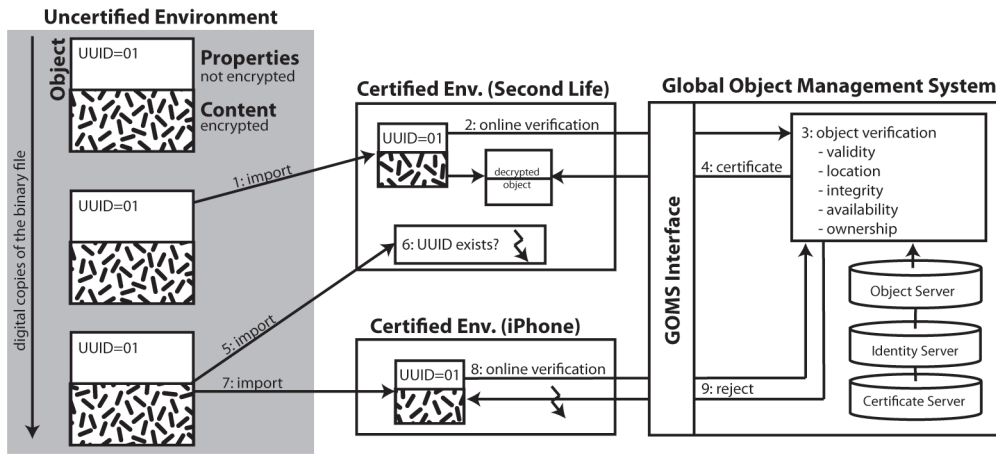 Uncertified Environment
Object
UUID=01
Properties
not encrypted
Content
encrypted
digital copies of the binary file
UUID=01
UUID=01
1: import
5: import
7: import
Certified Env. (Second Life)
UUID=01
2: online verification
decrypted
object
6: UUID exists?
Certified Env. (iPhone)
UUID=01
8: online verification
Global Object Management System
GOMS Interface
3: object verification
- validity
- location
- integrity
- availability
- ownership
4: certificate
9: reject
Object Server
Identity Server
Certificate Server